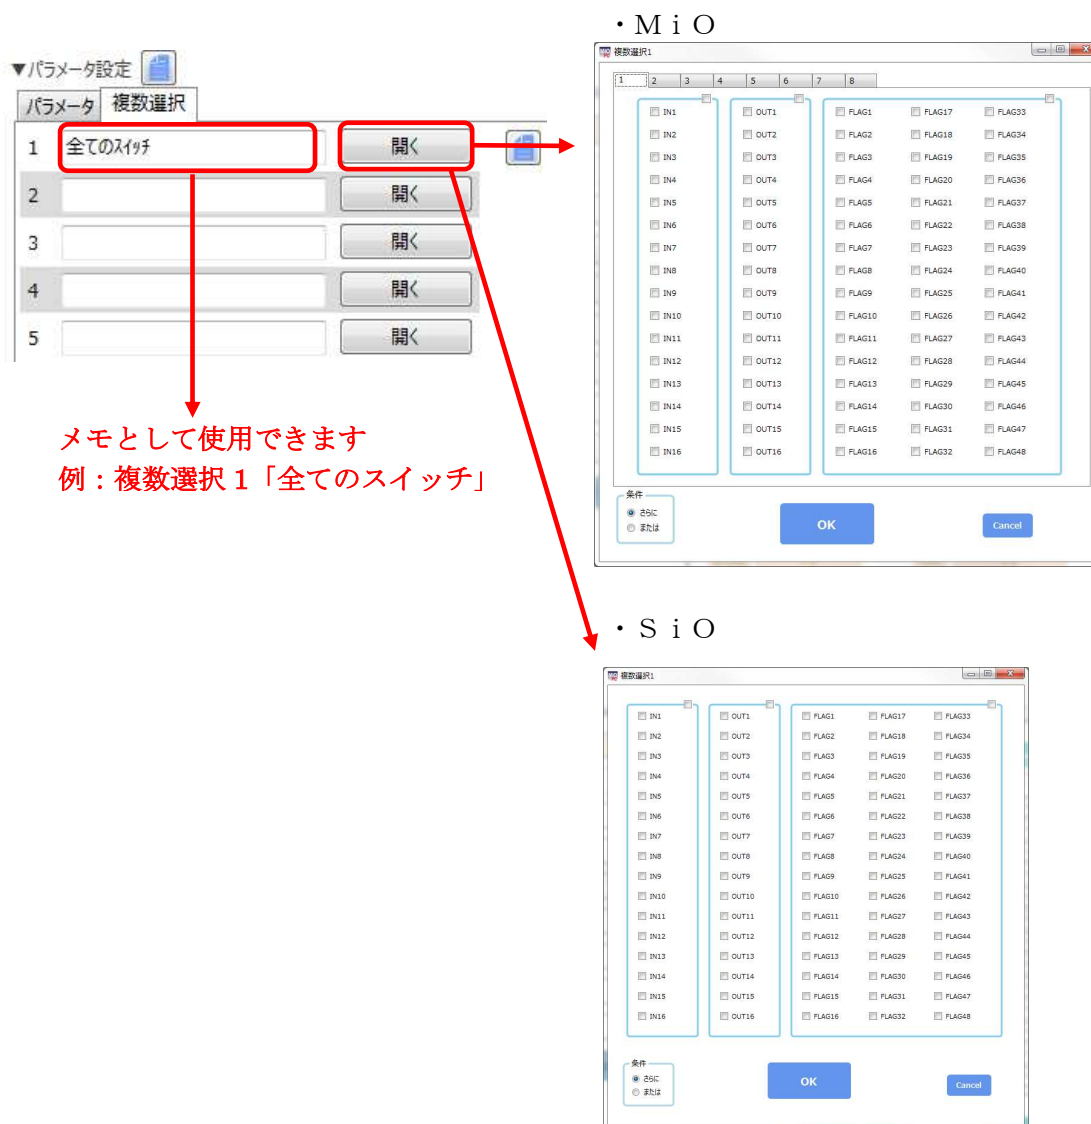 ▼パラメータ設定
パラメータ 複数選択
1 全てのスイッチ 開く
2 開く
3 開く
4 開く
5 開く
メモとして使用できます
例：複数選択１「全てのスイッチ」
・ＭｉＯ
複数選択1
1 2 3 4 5 6 7 8
IN1 OUT1 FLAG1 FLAG17 FLAG33
IN2 OUT2 FLAG2 FLAG18 FLAG34
IN3 OUT3 FLAG3 FLAG19 FLAG35
IN4 OUT4 FLAG4 FLAG20 FLAG36
IN5 OUT5 FLAG5 FLAG21 FLAG37
IN6 OUT6 FLAG6 FLAG22 FLAG38
IN7 OUT7 FLAG7 FLAG23 FLAG39
IN8 OUT8 FLAG8 FLAG24 FLAG40
IN9 OUT9 FLAG9 FLAG25 FLAG41
IN10 OUT10 FLAG10 FLAG26 FLAG42
IN11 OUT11 FLAG11 FLAG27 FLAG43
IN12 OUT12 FLAG12 FLAG28 FLAG44
IN13 OUT13 FLAG13 FLAG29 FLAG45
IN14 OUT14 FLAG14 FLAG30 FLAG46
IN15 OUT15 FLAG15 FLAG31 FLAG47
IN16 OUT16 FLAG16 FLAG32 FLAG48
条件
さらに
または
OK
Cancel
・ＳｉＯ
複数選択1
IN1 OUT1 FLAG1 FLAG17 FLAG33
IN2 OUT2 FLAG2 FLAG18 FLAG34
IN3 OUT3 FLAG3 FLAG19 FLAG35
IN4 OUT4 FLAG4 FLAG20 FLAG36
IN5 OUT5 FLAG5 FLAG21 FLAG37
IN6 OUT6 FLAG6 FLAG22 FLAG38
IN7 OUT7 FLAG7 FLAG23 FLAG39
IN8 OUT8 FLAG8 FLAG24 FLAG40
IN9 OUT9 FLAG9 FLAG25 FLAG41
IN10 OUT10 FLAG10 FLAG26 FLAG42
IN11 OUT11 FLAG11 FLAG27 FLAG43
IN12 OUT12 FLAG12 FLAG28 FLAG44
IN13 OUT13 FLAG13 FLAG29 FLAG45
IN14 OUT14 FLAG14 FLAG30 FLAG46
IN15 OUT15 FLAG15 FLAG31 FLAG47
IN16 OUT16 FLAG16 FLAG32 FLAG48
条件
さらに
または
OK
Cancel